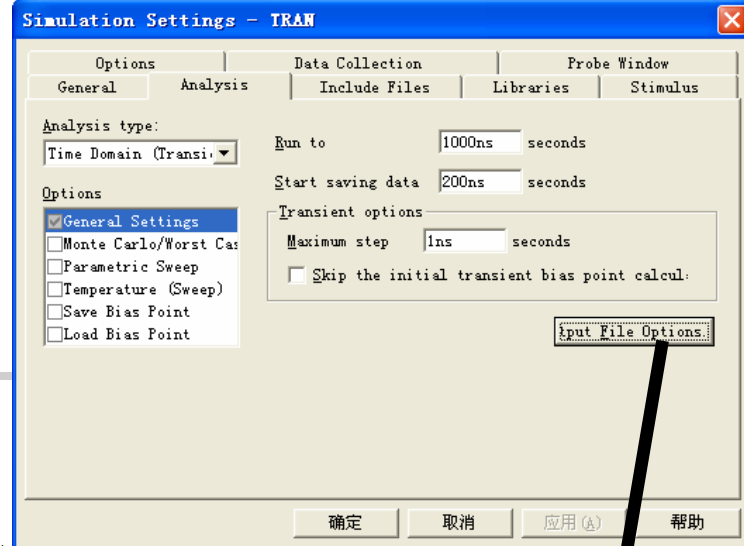 Simulation Settings - TRAN
Options Data Collection Probe Window
General Analysis Include Files Libraries Stimulus
Analysis type:
Time Domain (Transi
Run to 1000ns seconds
Start saving data 200ns seconds
Options
General Settings
Monte Carlo/Worst Cas
Parametric Sweep
Temperature (Sweep)
Save Bias Point
Load Bias Point
Transient options
Maximum step 1ns seconds
Skip the initial transient bias point calcul
put File Options.
确定 取消 应用(A) 帮助